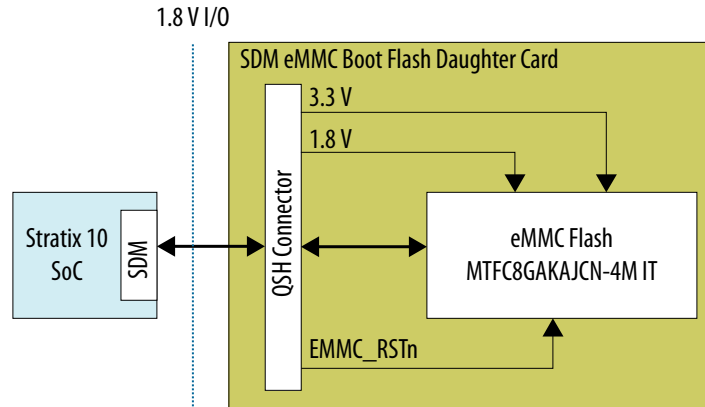 1.8 V I/O
SDM eMMC Boot Flash Daughter Card
3.3 V
1.8 V
Stratix 10
SoC
SDM
QSH Connector
eMMC Flash
MTFC8GAKAJCN-4M IT
EMMC_RSTn